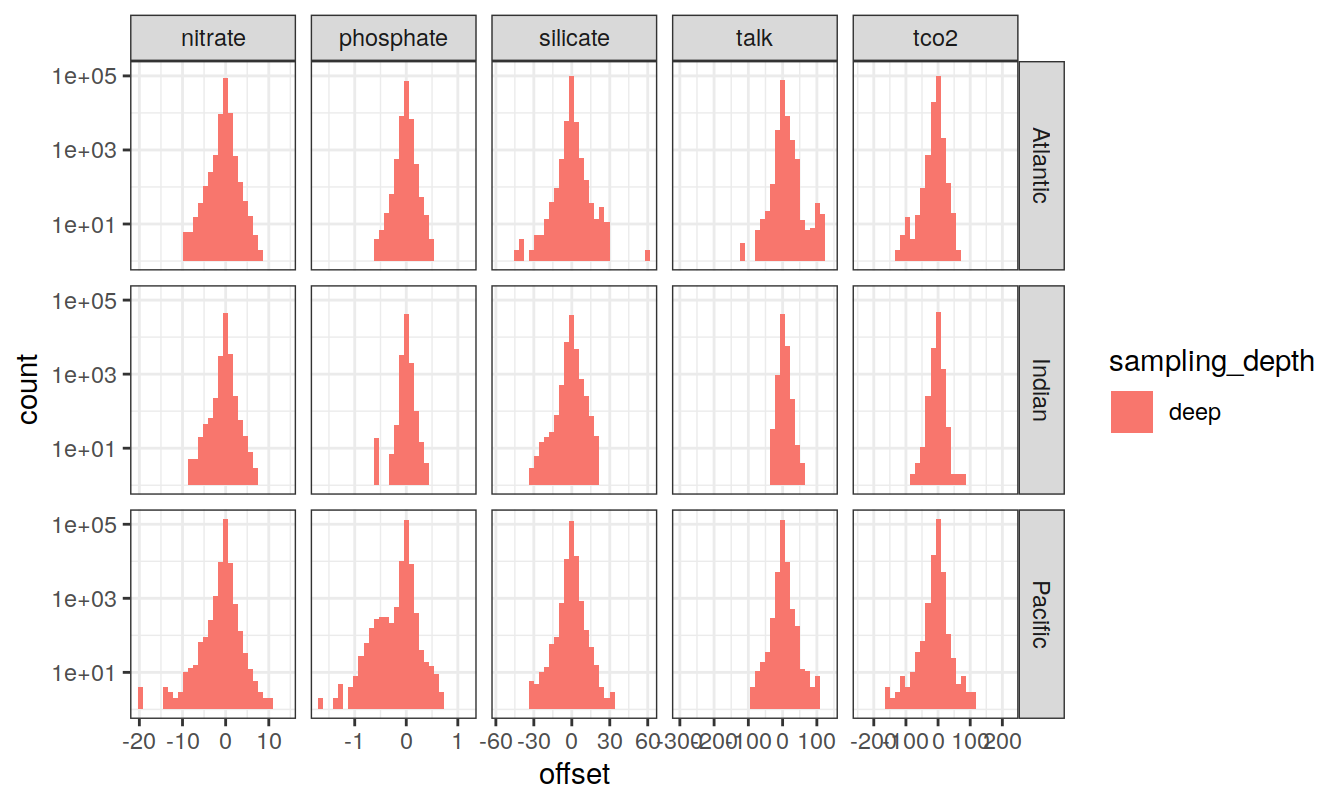 nitrate phosphate silicate talk tco2
1e+05
1e+03
1e+01
Atlantic
1e+05
1e+03
1e+01
Indian
1e+05
1e+03
1e+01
Pacific
count
-20 -10 0 10 -1 0 1 -60 -30 0 30 60 -300 -200 -100 0 100 -200 -100 0 100 200
offset
sampling_depth
deep